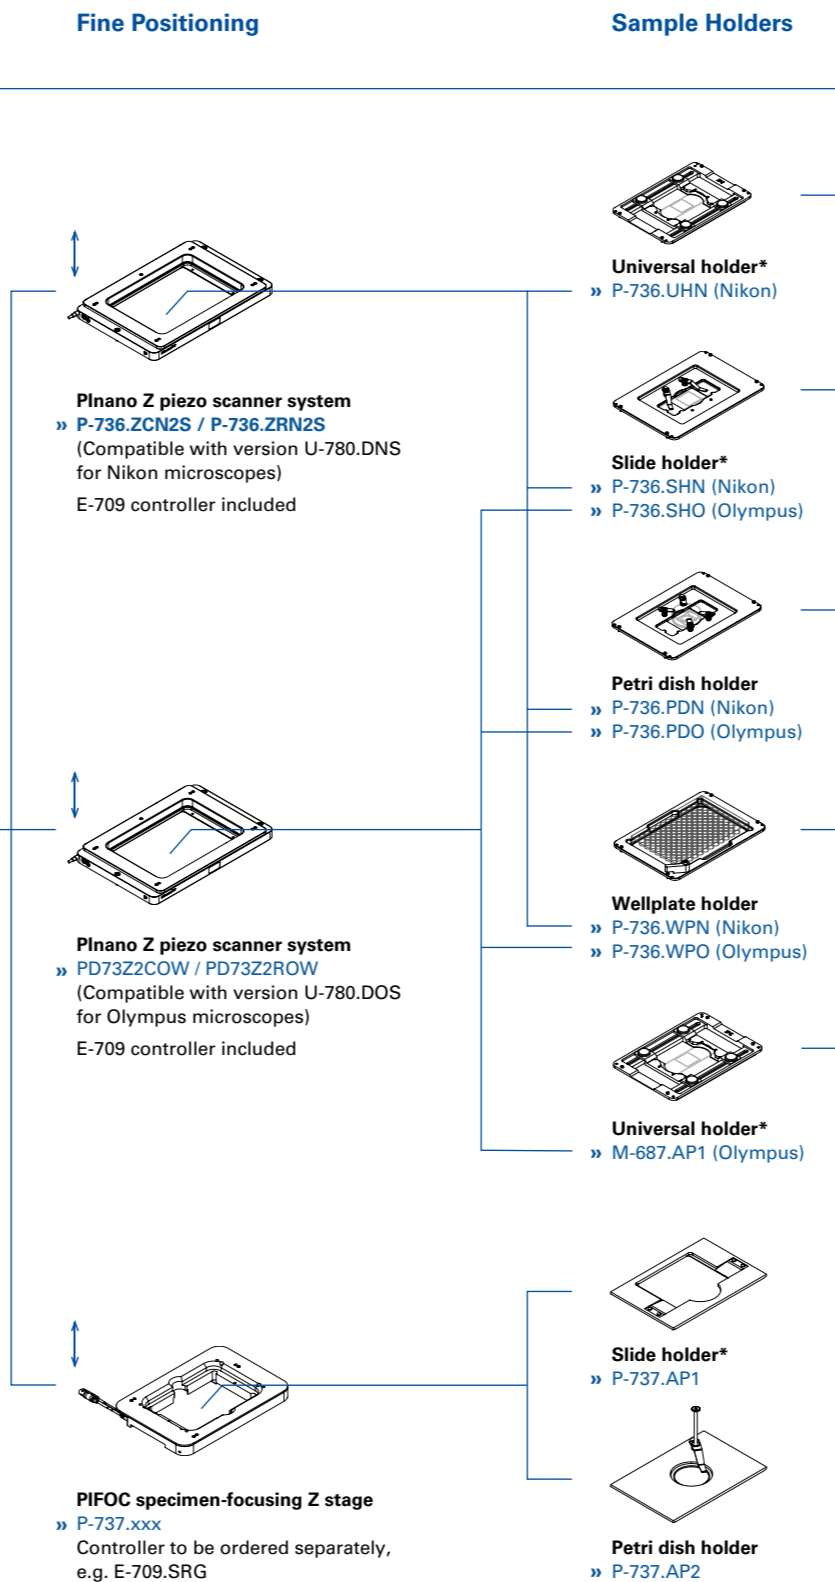 Fine Positioning
Sample Holders
Universal holder*
» P-736.UHN (Nikon)
PInano Z piezo scanner system
» P-736.ZCN2S / P-736.ZRN2S
(Compatible with version U-780.DNS
for Nikon microscopes)
E-709 controller included
Slide holder*
» P-736.SHN (Nikon)
» P-736.SHO (Olympus)
Petri dish holder
» P-736.PDN (Nikon)
» P-736.PDO (Olympus)
Wellplate holder
» P-736.WPN (Nikon)
» P-736.WPO (Olympus)
PInano Z piezo scanner system
» PD73Z2COW / PD73Z2ROW
(Compatible with version U-780.DOS
for Olympus microscopes)
E-709 controller included
Universal holder*
» M-687.AP1 (Olympus)
Slide holder*
» P-737.AP1
PIFOC specimen-focusing Z stage
» P-737.xxx
Controller to be ordered separately,
e.g. E-709.SRG
Petri dish holder
» P-737.AP2